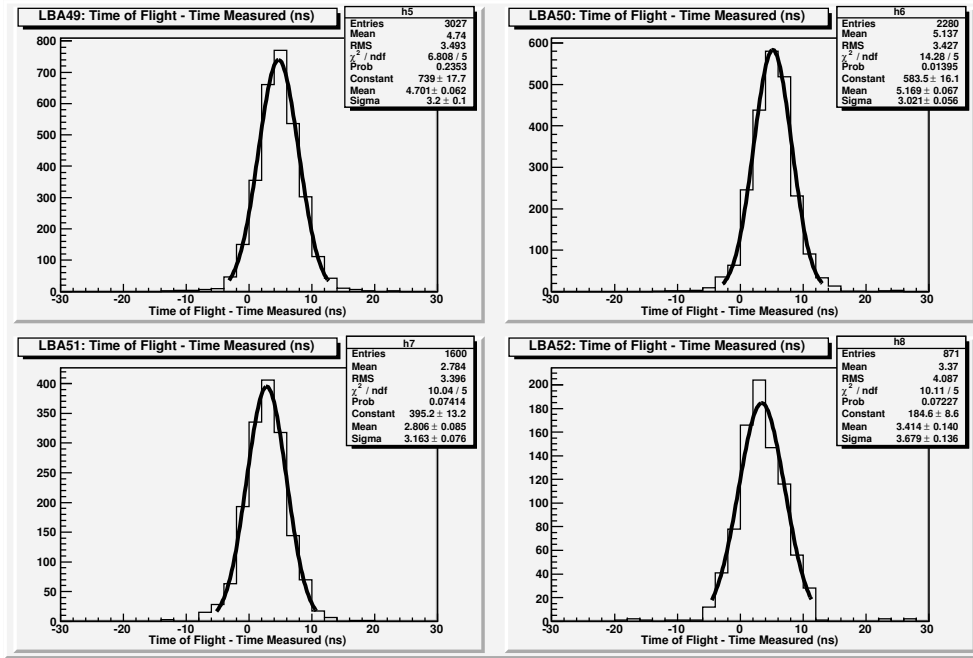 LBA49: Time of Flight - Time Measured (ns)
h5
Entries 3027
Mean 4.74
RMS 3.493
χ² / ndf 6.808 / 5
Prob 0.2353
Constant 739 ± 17.7
Mean 4.701 ± 0.062
Sigma 3.2 ± 0.1
800
700
600
500
400
300
200
100
0
-30 -20 -10 0 10 20 30
Time of Flight - Time Measured (ns)
LBA50: Time of Flight - Time Measured (ns)
h6
Entries 2280
Mean 5.137
RMS 3.427
χ² / ndf 14.28 / 5
Prob 0.01395
Constant 583.5 ± 16.1
Mean 5.169 ± 0.067
Sigma 3.021 ± 0.056
600
500
400
300
200
100
0
-30 -20 -10 0 10 20 30
Time of Flight - Time Measured (ns)
LBA51: Time of Flight - Time Measured (ns)
h7
Entries 1600
Mean 2.784
RMS 3.396
χ² / ndf 10.04 / 5
Prob 0.07414
Constant 395.2 ± 13.2
Mean 2.806 ± 0.085
Sigma 3.163 ± 0.076
400
350
300
250
200
150
100
50
0
-30 -20 -10 0 10 20 30
Time of Flight - Time Measured (ns)
LBA52: Time of Flight - Time Measured (ns)
h8
Entries 871
Mean 3.37
RMS 4.087
χ² / ndf 10.11 / 5
Prob 0.07227
Constant 184.6 ± 8.6
Mean 3.414 ± 0.140
Sigma 3.679 ± 0.136
200
180
160
140
120
100
80
60
40
20
0
-30 -20 -10 0 10 20 30
Time of Flight - Time Measured (ns)